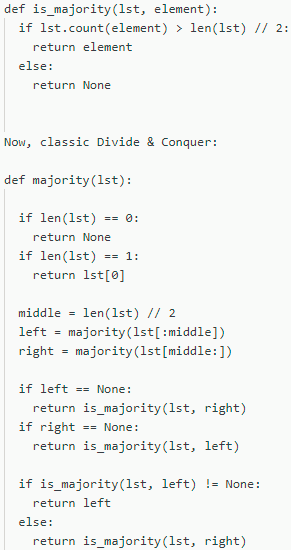 def is_majority(lst, element):
  if lst.count(element) > len(lst) // 2:
    return element
  else:
    return None

Now, classic Divide & Conquer:

def majority(lst):

  if len(lst) == 0:
    return None
  if len(lst) == 1:
    return lst[0]

  middle = len(lst) // 2
  left = majority(lst[:middle])
  right = majority(lst[middle:])

  if left == None:
    return is_majority(lst, right)
  if right == None:
    return is_majority(lst, left)

  if is_majority(lst, left) != None:
    return left
  else:
    return is_majority(lst, right)